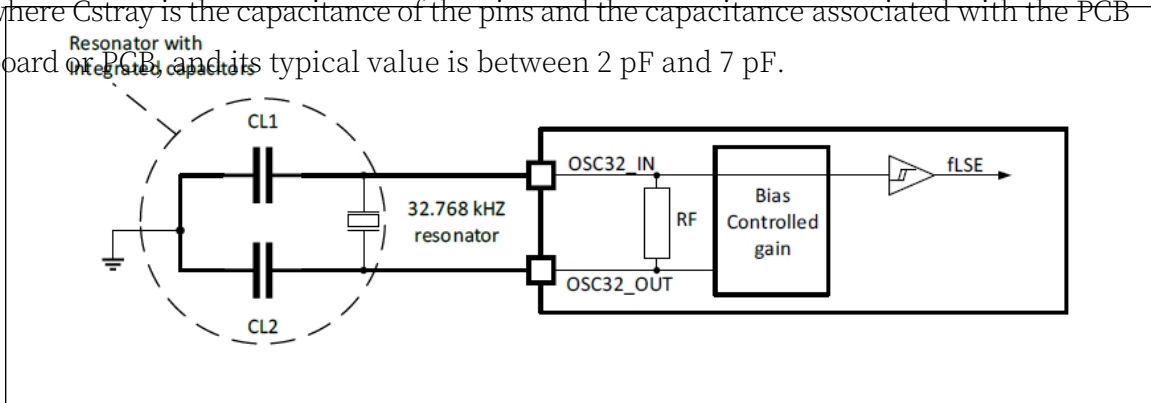 where Cstray is the capacitance of the pins and the capacitance associated with the PCB
Resonator with
board or PCB, and its typical value is between 2 pF and 7 pF.
Integrated capacitors
CL1
OSC32_IN
fLSE
Bias
Controlled
gain
RF
32.768 kHZ
resonator
OSC32_OUT
CL2